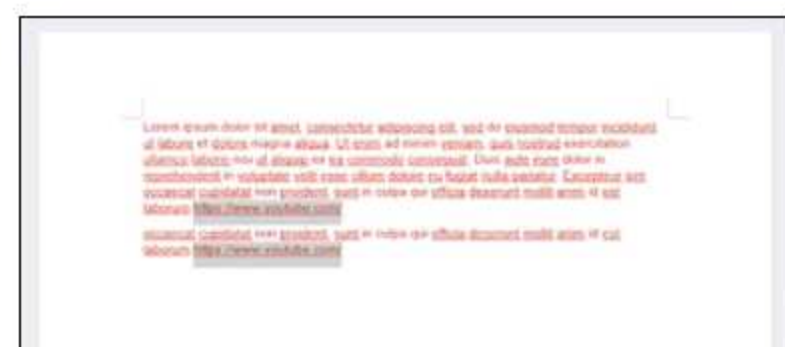 Lorem ipsum dolor sit amet, consectetur adipiscing elit, sed do eiusmod tempor incididunt
ut labore et dolore magna aliqua. Ut enim ad minim veniam, quis nostrud exercitation
ullamco laboris nisi ut aliquip ex ea commodo consequat. Duis aute irure dolor in
reprehenderit in voluptate velit esse cillum dolore eu fugiat nulla pariatur. Excepteur sint
occaecat cupidatat non proident, sunt in culpa qui officia deserunt mollit anim id est
laborum https://www.youtube.com/
occaecat cupidatat non proident, sunt in culpa qui officia deserunt mollit anim id est
laborum https://www.youtube.com/